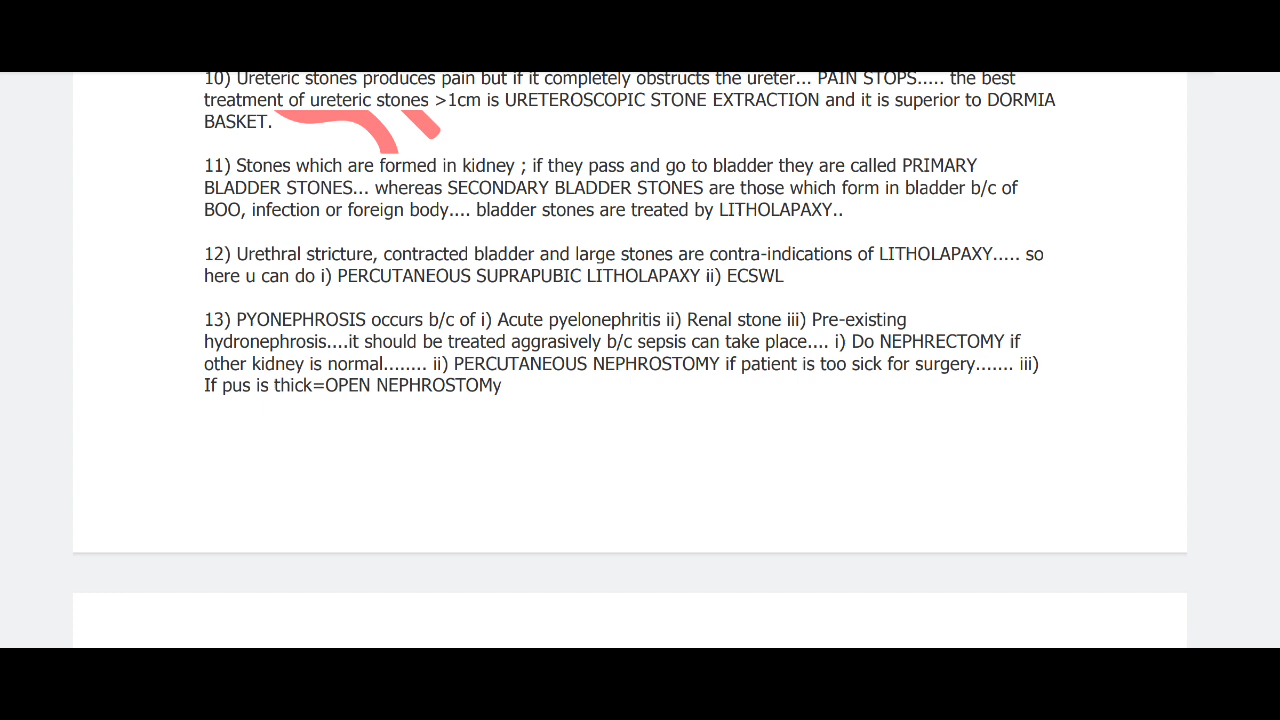 10) Ureteric stones produces pain but if it completely obstructs the ureter... PAIN STOPS..... the best
treatment of ureteric stones >1cm is URETEROSCOPIC STONE EXTRACTION and it is superior to DORMIA
BASKET.
11) Stones which are formed in kidney ; if they pass and go to bladder they are called PRIMARY
BLADDER STONES... whereas SECONDARY BLADDER STONES are those which form in bladder b/c of
BOO, infection or foreign body.... bladder stones are treated by LITHOLAPAXY..
12) Urethral stricture, contracted bladder and large stones are contra-indications of LITHOLAPAXY..... so
here u can do i) PERCUTANEOUS SUPRAPUBIC LITHOLAPAXY ii) ECSWL
13) PYONEPHROSIS occurs b/c of i) Acute pyelonephritis ii) Renal stone iii) Pre-existing
hydronephrosis....it should be treated aggrasively b/c sepsis can take place.... i) Do NEPHRECTOMY if
other kidney is normal........ ii) PERCUTANEOUS NEPHROSTOMY if patient is too sick for surgery....... iii)
If pus is thick=OPEN NEPHROSTOMy